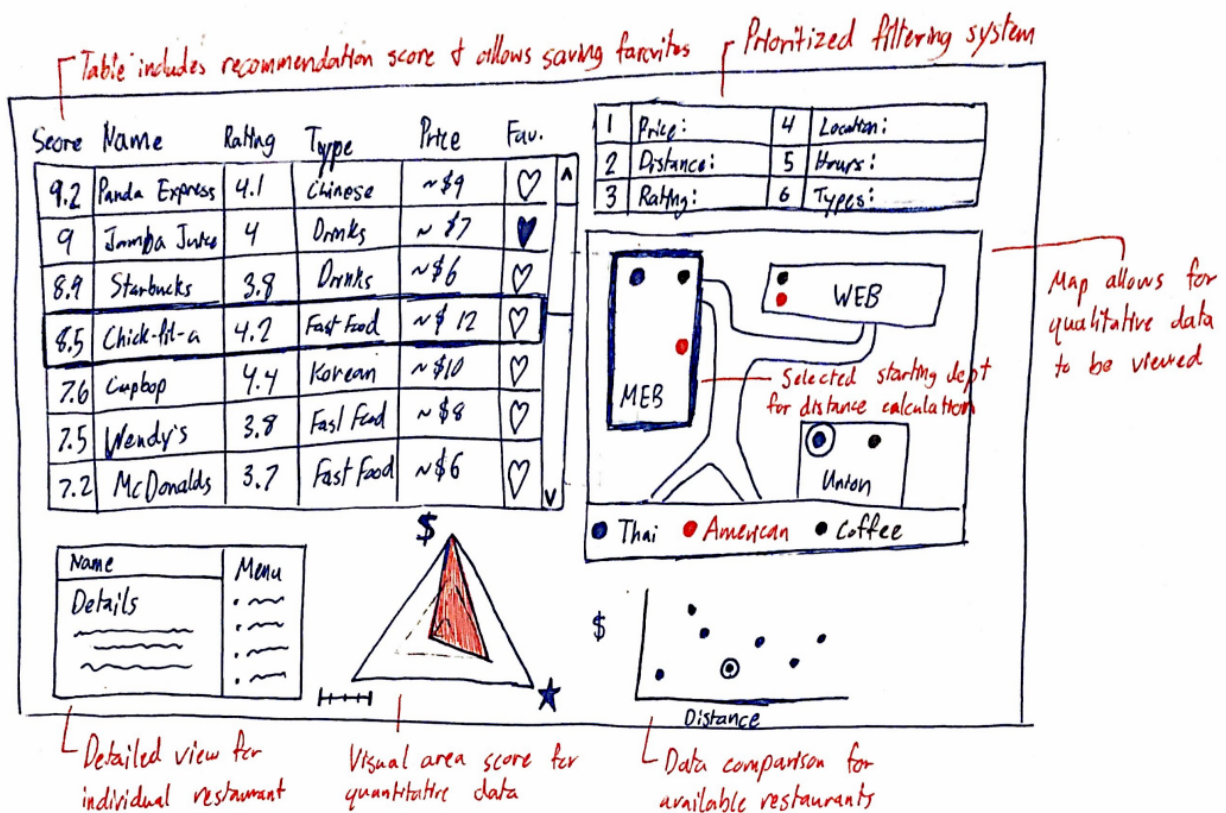 Table includes recommendation score & allows saving favorites
Prioritized filtering system
Score Name Rating Type Price Fav.
9.2 Panda Express 4.1 Chinese ~$9
9 Jamba Juice 4 Drinks ~$7
8.9 Starbucks 3.8 Drinks ~$6
8.5 Chick-fil-a 4.2 Fast Food ~$12
7.6 Cupbop 4.4 Korean ~$10
7.5 Wendy's 3.8 Fast Food ~$8
7.2 McDonalds 3.7 Fast Food ~$6
1 Price: 4 Location:
2 Distance: 5 Hours:
3 Rating: 6 Types:
MEB
WEB
Union
Selected starting dept
for distance calculation
Thai American Coffee
Map allows for
qualitative data
to be viewed
Name Menu
Details
$
$
Distance
Detailed view for
individual restaurant
Visual area score for
quantitative data
Data comparison for
available restaurants